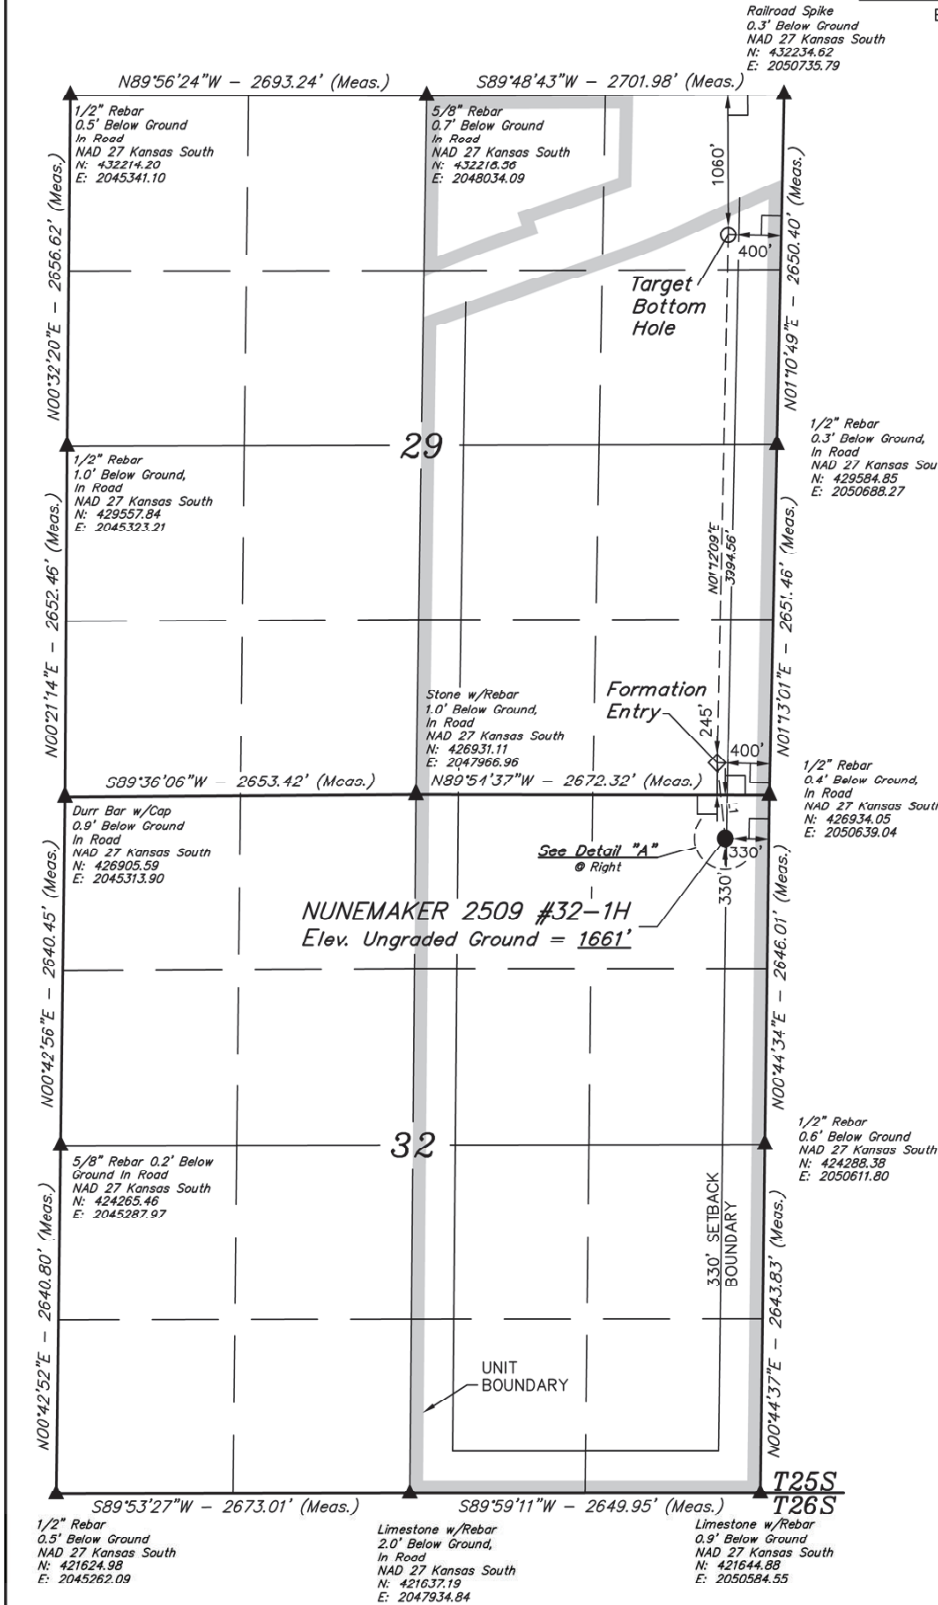 Railroad Spike
0.3' Below Ground
NAD 27 Kansas South
N: 432234.62
E: 2050735.79
N89°56'24"W – 2693.24' (Meas.)
S89°48'43"W – 2701.98' (Meas.)
1/2" Rebar
0.5' Below Ground
In Road
NAD 27 Kansas South
N: 432214.20
E: 2045341.10
5/8" Rebar
0.7' Below Ground
In Road
NAD 27 Kansas South
N: 432216.56
E: 2048034.09
N00°32'20"E – 2656.62' (Meas.)
1060'
N01°10'49"E – 2650.40' (Meas.)
400'
Target
Bottom
Hole
29
1/2" Rebar
1.0' Below Ground,
In Road
NAD 27 Kansas South
N: 429557.84
E: 2045323.21
1/2" Rebar
0.3' Below Ground,
In Road
NAD 27 Kansas Sou
N: 429584.85
E: 2050688.27
N00°21'14"E – 2652.46' (Meas.)
N01°12'09"E
3994.56'
N01°13'01"E – 2651.46' (Meas.)
Stone w/Rebar
1.0' Below Ground,
In Road
NAD 27 Kansas South
N: 426931.11
E: 2047966.96
Formation
Entry
245'
400'
S89°36'06"W – 2653.42' (Meas.)
N89°54'37"W – 2672.32' (Meas.)
1/2" Rebar
0.4' Below Ground,
In Road
NAD 27 Kansas South
N: 426934.05
E: 2050639.04
Durr Bar w/Cap
0.9' Below Ground
In Road
NAD 27 Kansas South
N: 426905.59
E: 2045313.90
See Detail "A"
@ Right
330'
330'
NUNEMAKER 2509 #32–1H
Elev. Ungraded Ground = 1661'
N00°42'56"E – 2640.45' (Meas.)
N00°44'34"E – 2646.01' (Meas.)
32
5/8" Rebar 0.2' Below
Ground In Road
NAD 27 Kansas South
N: 424265.46
E: 2045287.97
1/2" Rebar
0.6' Below Ground
NAD 27 Kansas South
N: 424288.38
E: 2050611.80
N00°42'52"E – 2640.80' (Meas.)
330' SETBACK
BOUNDARY
N00°44'37"E – 2643.83' (Meas.)
UNIT
BOUNDARY
T25S
T26S
S89°53'27"W – 2673.01' (Meas.)
S89°59'11"W – 2649.95' (Meas.)
1/2" Rebar
0.5' Below Ground
NAD 27 Kansas South
N: 421624.98
E: 2045262.09
Limestone w/Rebar
2.0' Below Ground,
In Road
NAD 27 Kansas South
N: 421637.19
E: 2047934.84
Limestone w/Rebar
0.9' Below Ground
NAD 27 Kansas South
N: 421644.88
E: 2050584.55